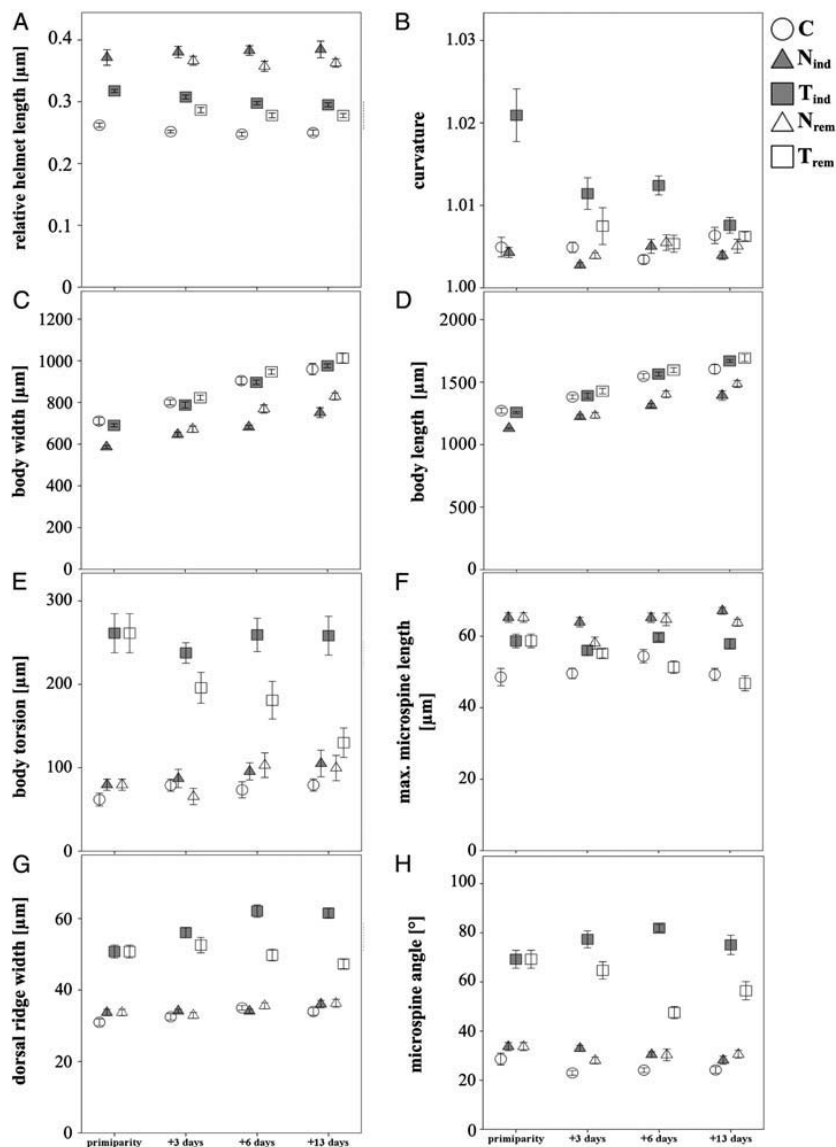 A
relative helmet length [µm]
0.4
0.3
0.2
0.1
0
B
curvature
1.03
1.02
1.01
1.00
C
N ind
T ind
N rem
T rem
C
body width [µm]
1200
1000
800
600
400
200
0
D
body length [µm]
2000
1500
1000
500
0
E
body torsion [µm]
300
200
100
0
F
max. microspine length
[µm]
60
40
20
0
G
dorsal ridge width [µm]
60
40
20
0
primiparity +3 days +6 days +13 days
H
microspine angle [°]
100
80
60
40
20
0
primiparity +3 days +6 days +13 days